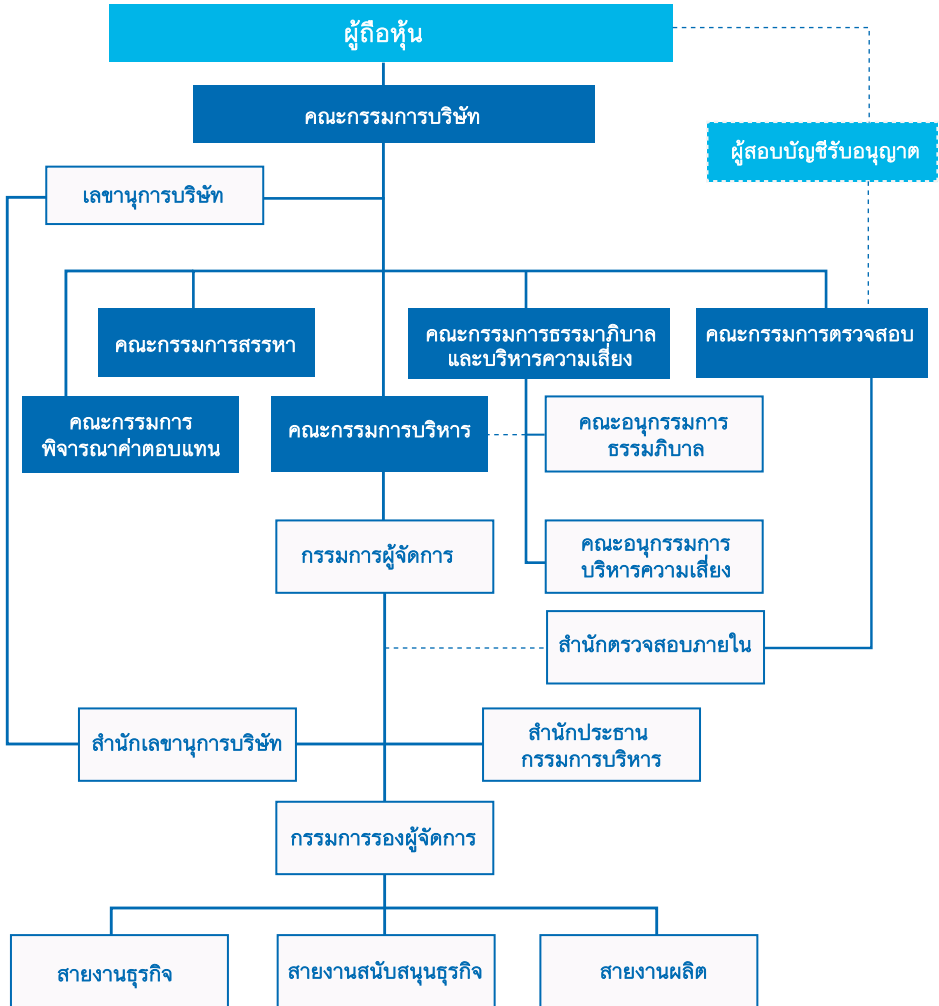 ผู้ถือหุ้น
คณะกรรมการบริษัท
ผู้สอบบัญชีรับอนุญาต
เลขานุการบริษัท
คณะกรรมการสรรหา
คณะกรรมการธรรมาภิบาล
และบริหารความเสี่ยง
คณะกรรมการตรวจสอบ
คณะกรรมการ
พิจารณาค่าตอบแทน
คณะกรรมการบริหาร
คณะอนุกรรมการ
ธรรมภิบาล
กรรมการผู้จัดการ
คณะอนุกรรมการ
บริหารความเสี่ยง
สำนักตรวจสอบภายใน
สำนักเลขานุการบริษัท
สำนักประธาน
กรรมการบริหาร
กรรมการรองผู้จัดการ
สายงานธุรกิจ
สายงานสนับสนุนธุรกิจ
สายงานผลิต